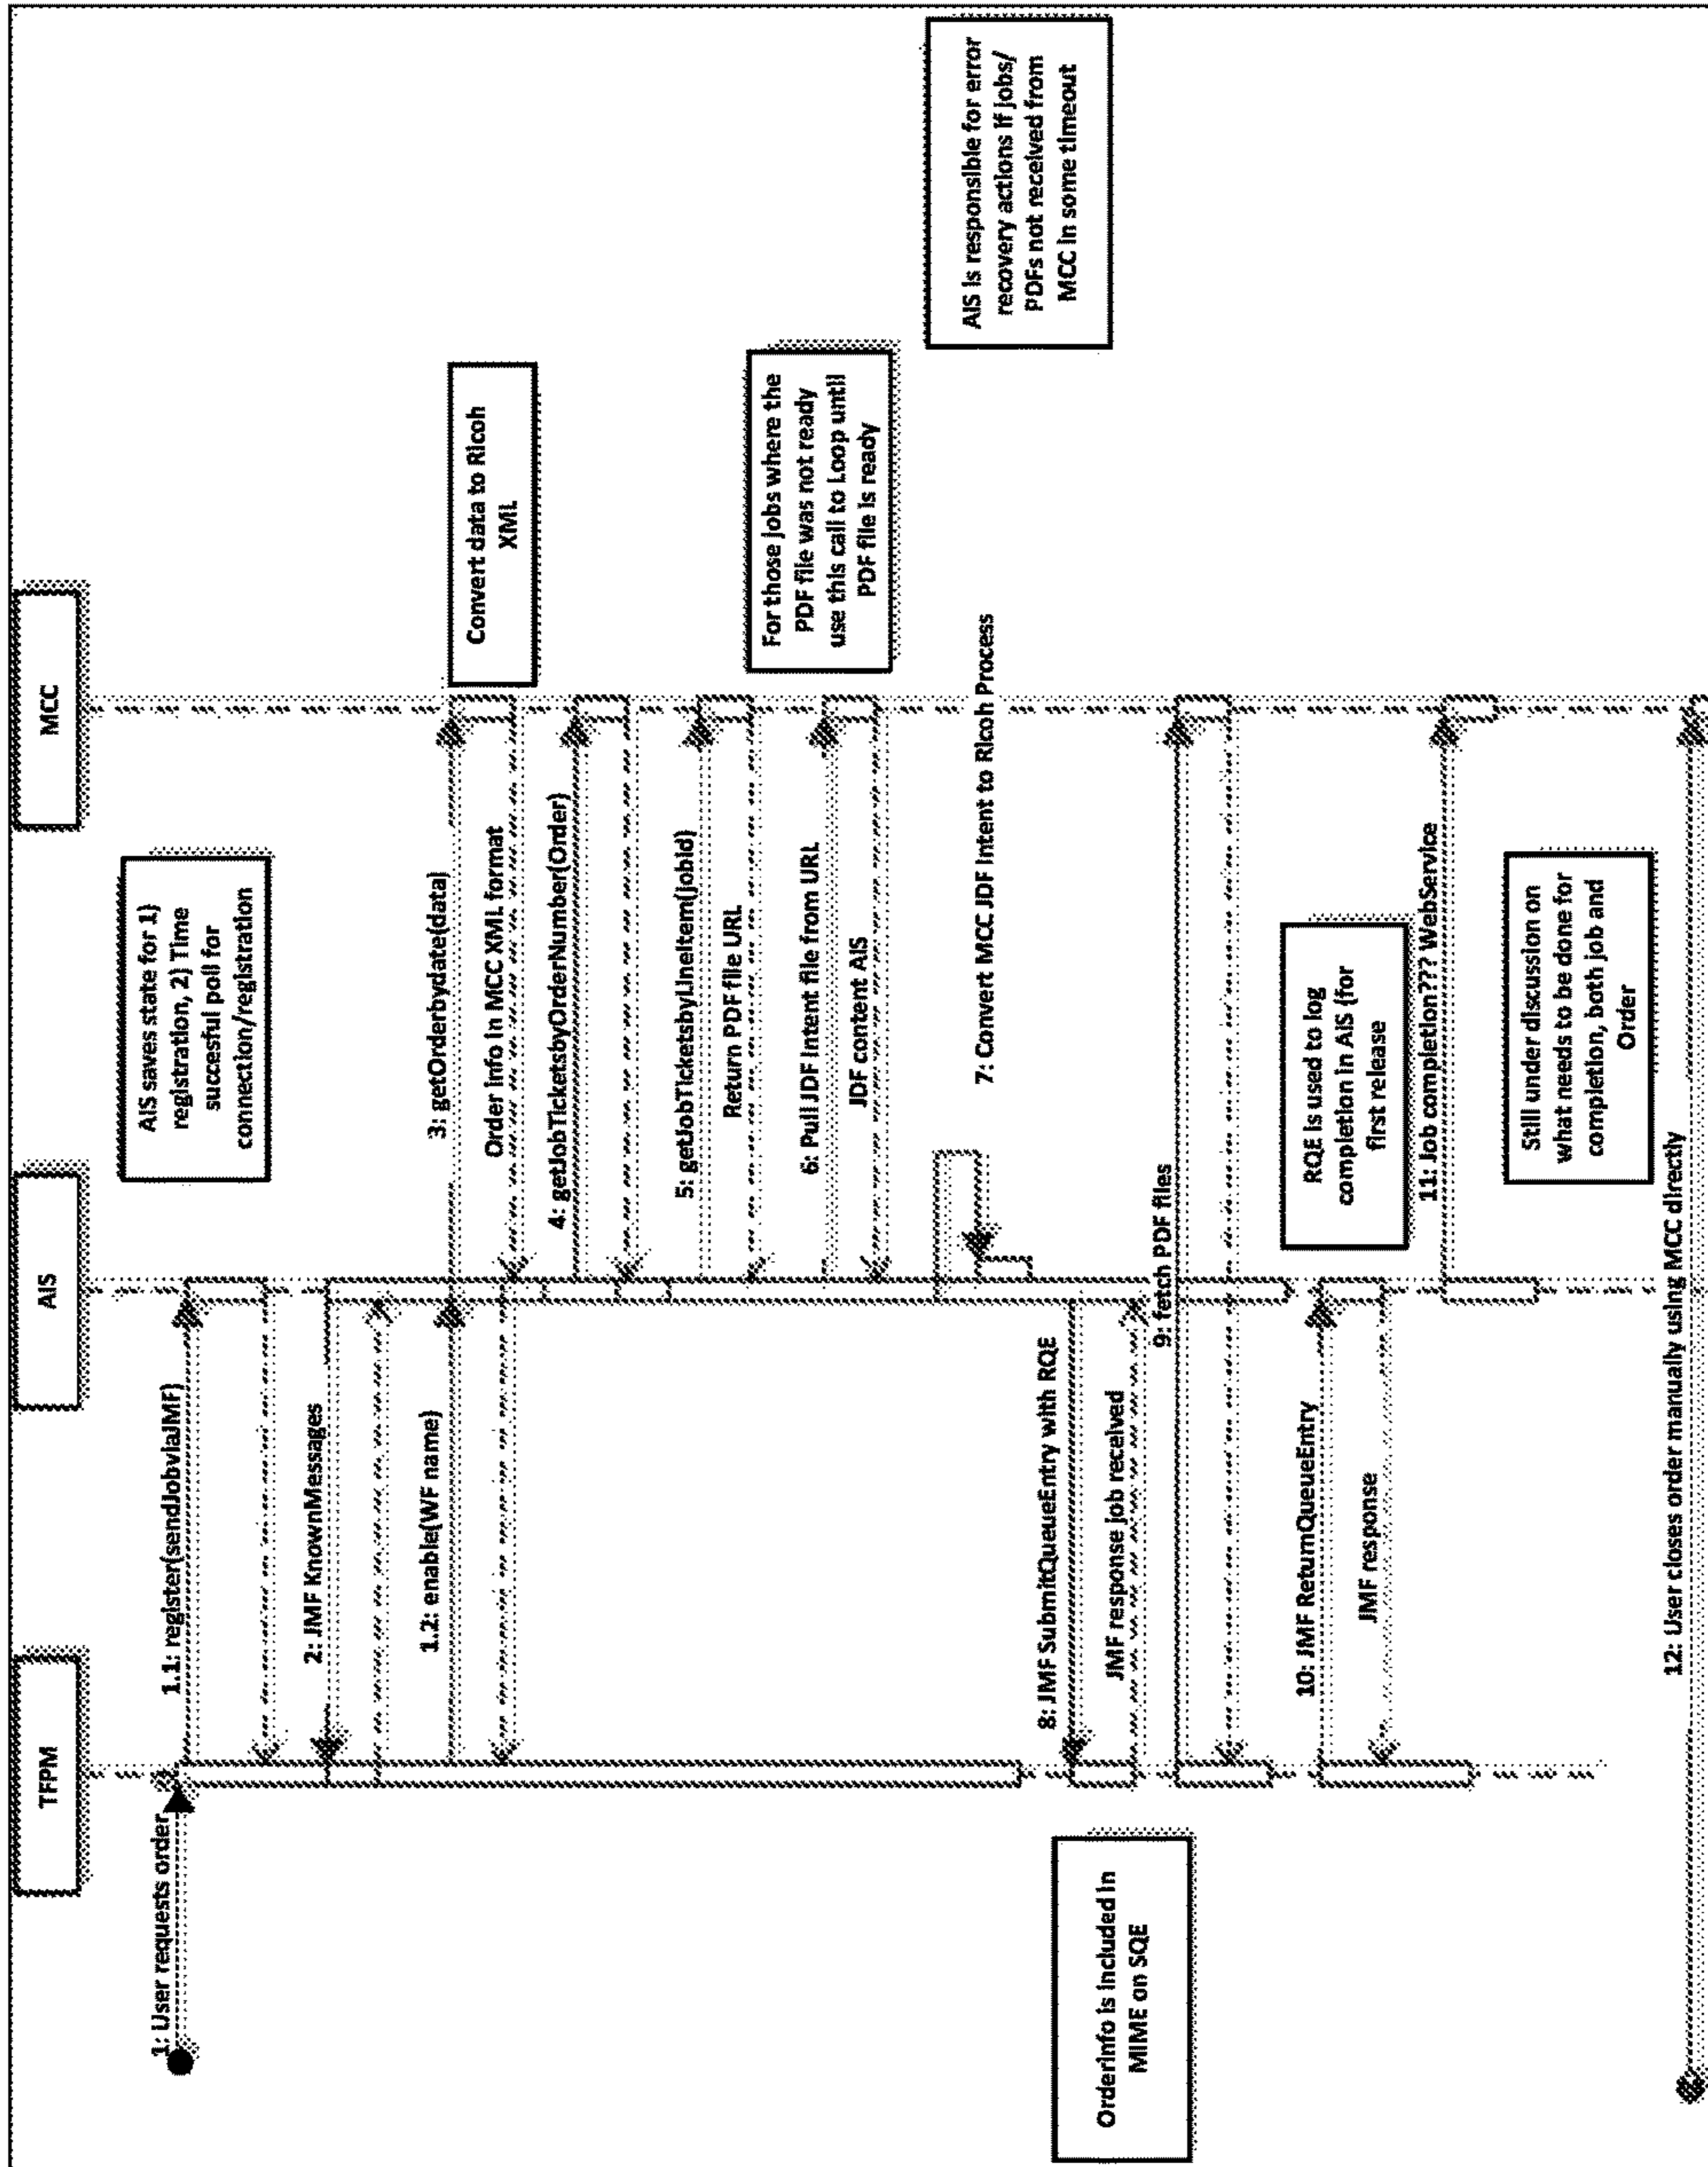 TFPM
AIS
MCC
1: User requests order
1.1: register(sendJobviaJMF)
AIS saves state for 1)
registration, 2) Time
succesful poll for
connection/registration
2: JMF KnownMessages
1.2: enable(WF name)
3: getOrderbydate(data)
Convert data to Ricoh
XML
Order info in MCC XML format
4: getJobTicketsbyOrderNumber(Order)
5: getJobTicketsbyLineItem(jobId)
Return PDF file URL
For those jobs where the
PDF file was not ready
use this call to Loop until
PDF file is ready
6: Pull JDF Intent file from URL
JDF content AIS
7: Convert MCC JDF Intent to Ricoh Process
AIS is responsible for error
recovery actions if jobs/
PDFs not received from
MCC in some timeout
8: JMF SubmitQueueEntry with RQE
OrderInfo is included in
MIME on SQE
JMF response job received
9: fetch PDF files
10: JMF ReturnQueueEntry
RQE is used to log
completion in AIS (for
first release
JMF response
11: Job completion??? WebService
Still under discussion on
what needs to be done for
completion, both job and
Order
12: User closes order manually using MCC directly